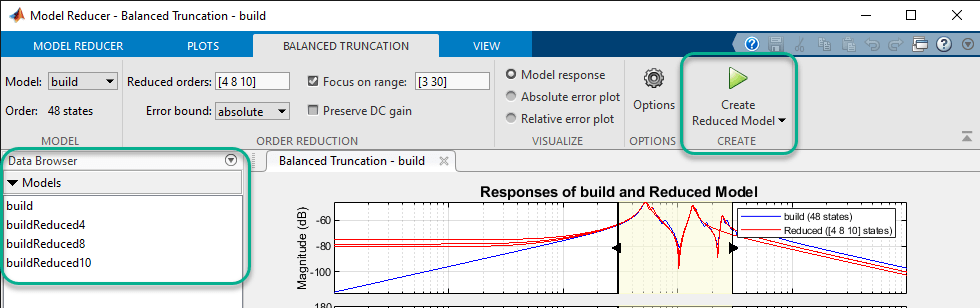 Model Reducer - Balanced Truncation - build
MODEL REDUCER PLOTS BALANCED TRUNCATION VIEW
Model: build Reduced orders: [4 8 10] Focus on range: [3 30] Model response
Order: 48 states Error bound: absolute Preserve DC gain Absolute error plot
Relative error plot
Options
Create
Reduced Model
MODEL ORDER REDUCTION VISUALIZE OPTIONS CREATE
Data Browser
Models
build
buildReduced4
buildReduced8
buildReduced10
Balanced Truncation - build
Responses of build and Reduced Model
Magnitude (dB)
-60
-80
-100
180
build (48 states)
Reduced ([4 8 10] states)